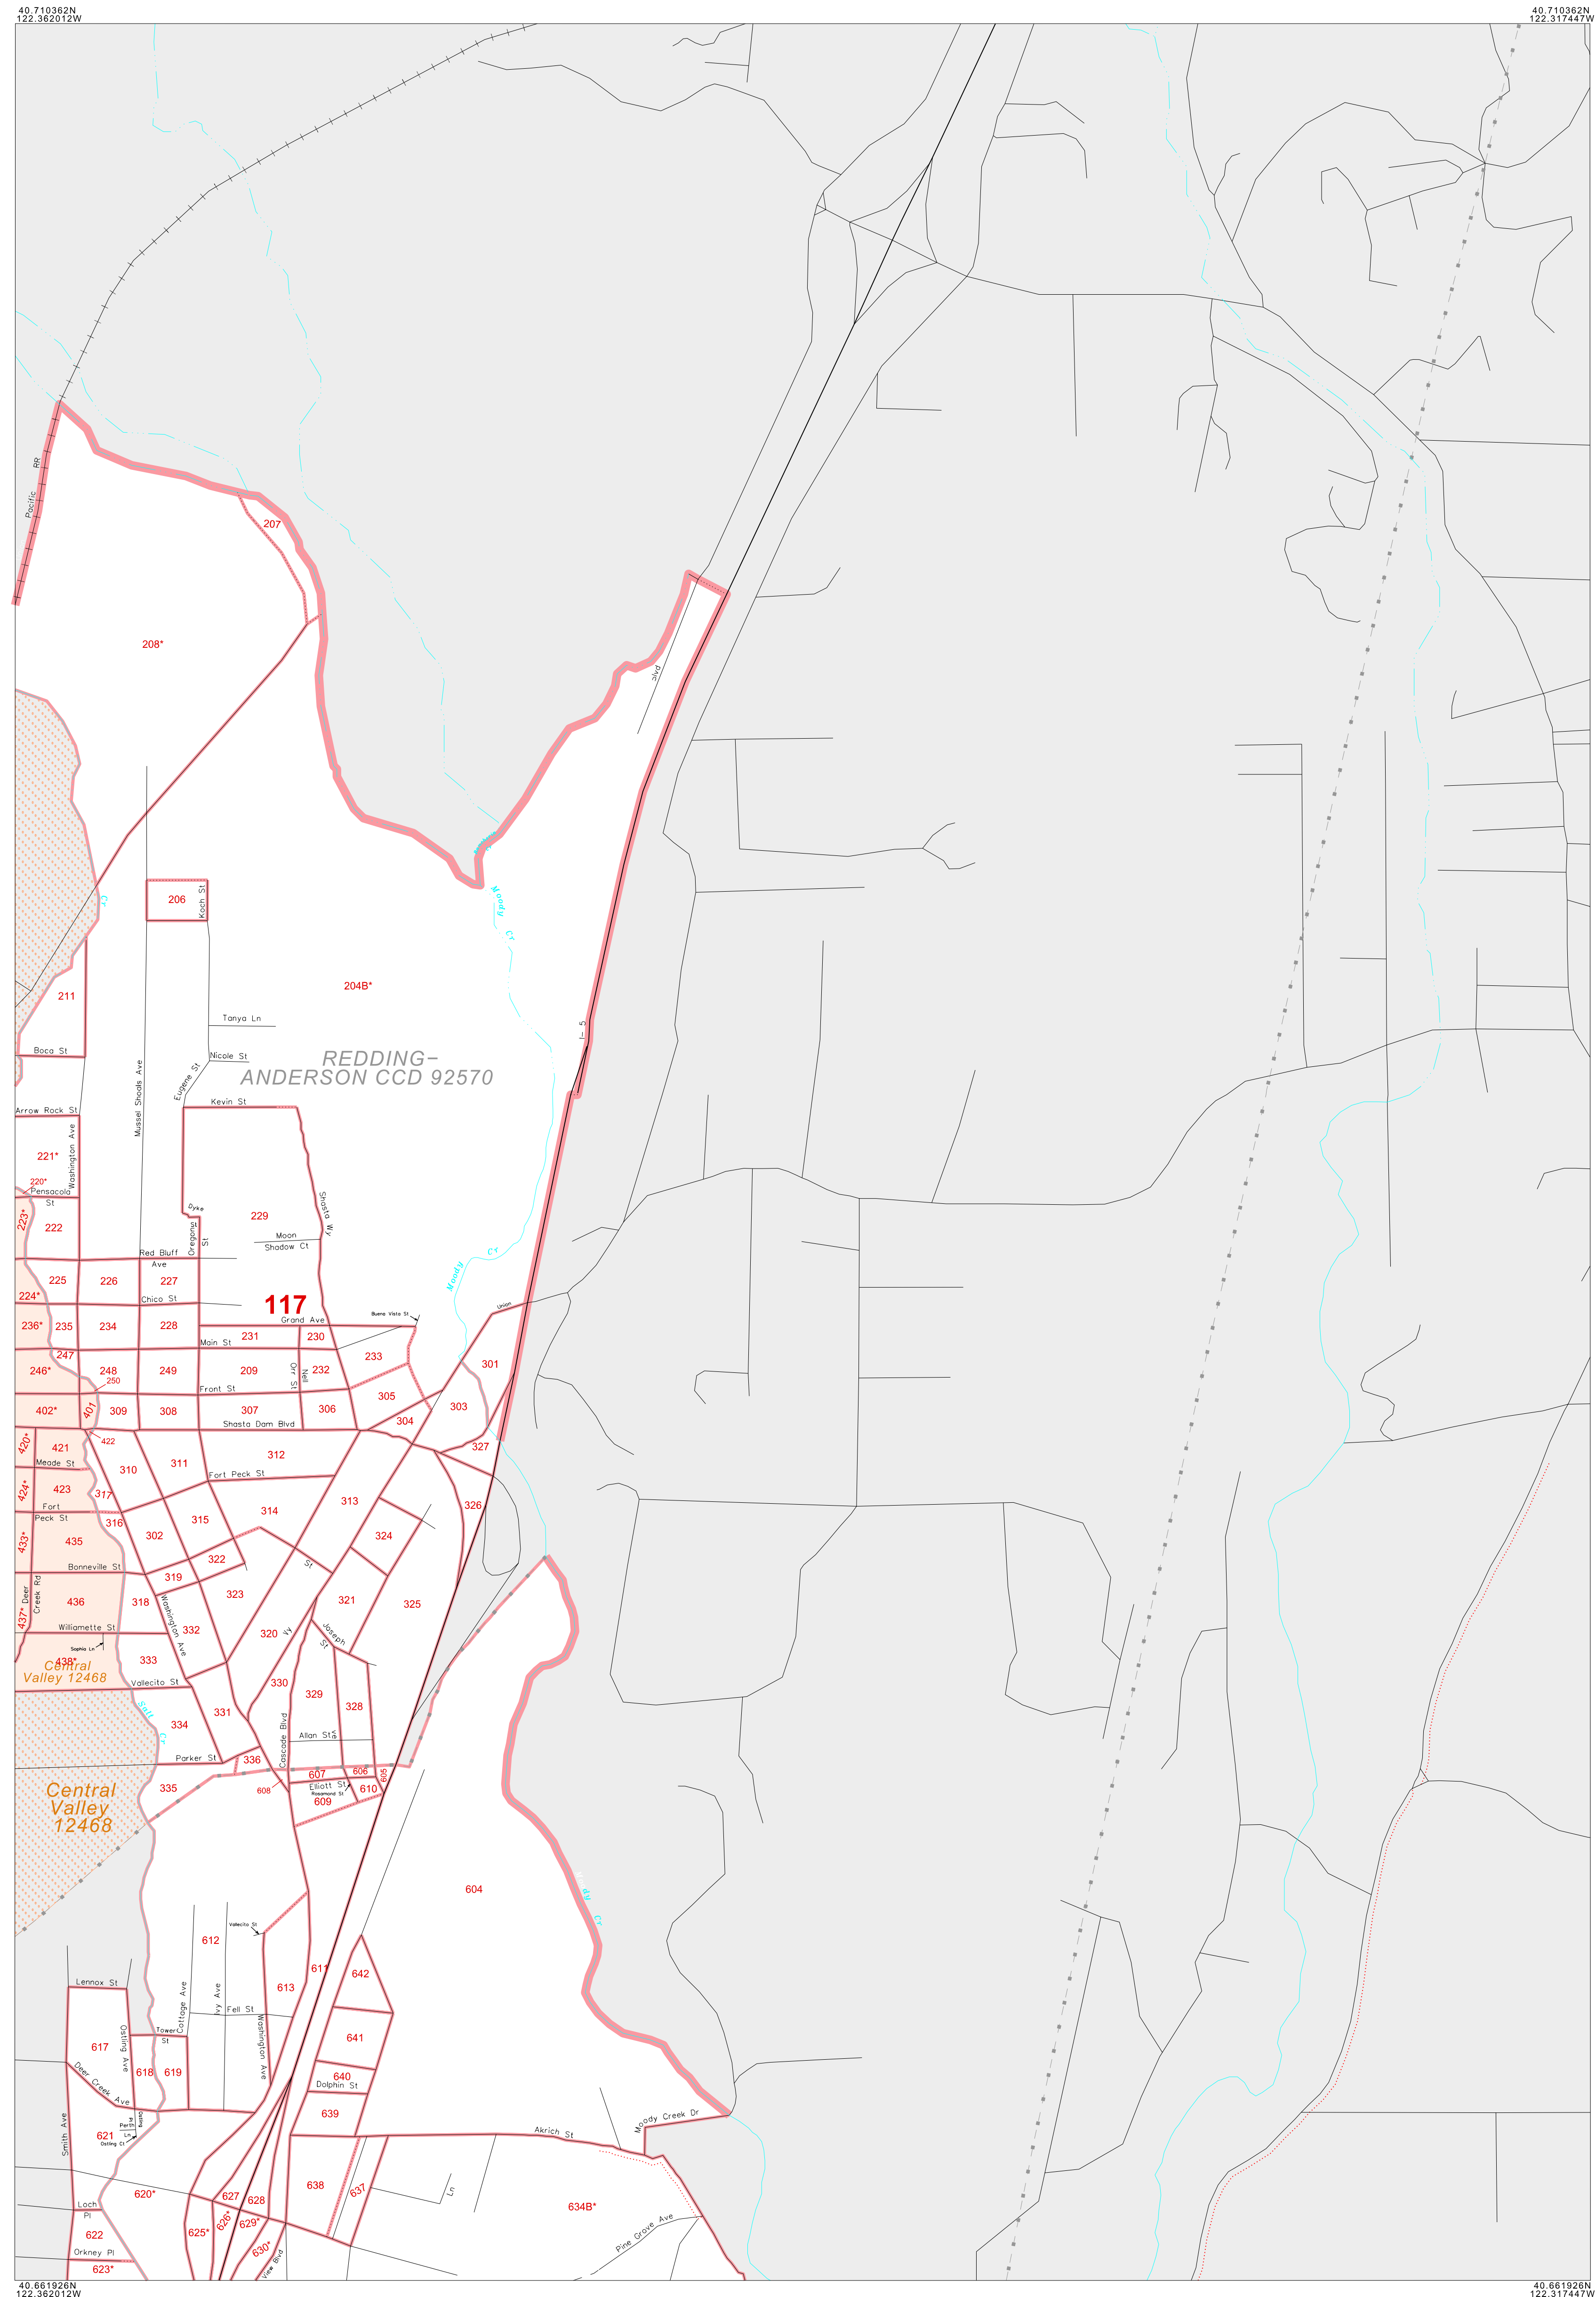 40.710362N
122.362012W
40.710362N
122.317447W
Pacific RR
207
208*
Blvd
Cr
Moody Cr
206
Koch St
204B*
211
Tanya Ln
I- 5
Boca St
Nicole St
REDDING-
ANDERSON CCD 92570
Mussel Shoals Ave
Eugene St
Kevin St
Arrow Rock St
Washington Ave
221*
220*
Pensacola
St
223*
222
Dyke
Oregon St
St
229
Shasta Wy
Moon
Shadow Ct
Red Bluff
Ave
Moody Cr
225
226
227
224*
Chico St
117
Union
Buena Vista St
Grand Ave
236*
235
234
228
231
230
Main St
247
233
246*
248
249
209
Orr St
Nell
232
301
250
Front St
305
402*
401
309
308
307
306
304
303
Shasta Dam Blvd
420*
421
422
327
310
311
312
Meade St
Fort Peck St
424*
423
317
313
326
Fort
Peck St
316
302
315
314
324
433*
435
322
St
Bonneville St
319
323
321
325
Deer
Creek Rd
436
318
Washington Ave
332
320
Vy
Joseph
St
437*
Williamette St
Sophia Ln
438*
333
Central
Valley 12468
330
329
328
Vallecito St
Salt Cr
334
331
Cascade Blvd
Allan St
Parker St
336
607
606
605
335
608
Elliott St
Rosamond St
610
609
Central
Valley
12468
604
Cr
612
Vallecito St
611
642
613
Lennox St
Cottage Ave
Ivy Ave
Fell St
Washington Ave
Tower
St
617
Ostling Ave
618
619
641
640
Dolphin St
Deer Creek Ave
639
Moody Creek Dr
Smith Ave
621
Perth
Ln
Pl
Ostling
Ostling Ct
Akrich St
638
637
Ln
620*
627
628
634B*
Loch
Pl
626*
629*
622
625*
Pine Grove Ave
Orkney Pl
630*
623*
View Blvd
40.661926N
122.362012W
40.661926N
122.317447W